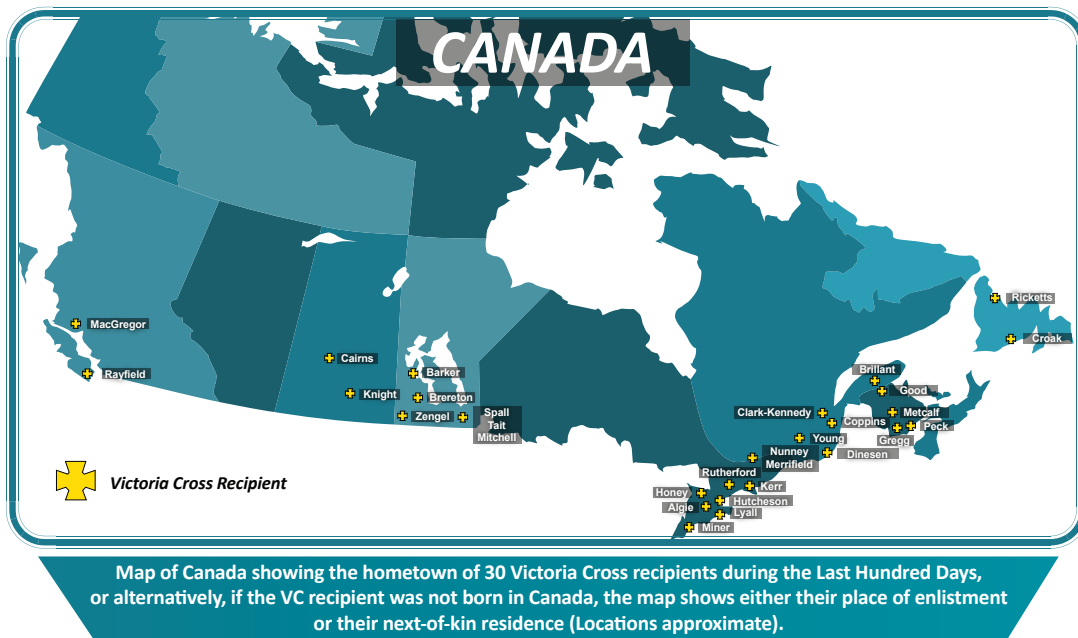 CANADA
Ricketts
MacGregor
Croak
Cairns
Rayfield
Barker
Brillant
Knight
Good
Brereton
Zengel
Spall
Tait
Mitchell
Clark-Kennedy
Metcalf
Coppins
Peck
Gregg
Young
Nunney
Merrifield
Dinesen
Rutherford
Kerr
Honey
Hutcheson
Algie
Lyall
Miner
Victoria Cross Recipient
Map of Canada showing the hometown of 30 Victoria Cross recipients during the Last Hundred Days,
or alternatively, if the VC recipient was not born in Canada, the map shows either their place of enlistment
or their next-of-kin residence (Locations approximate).